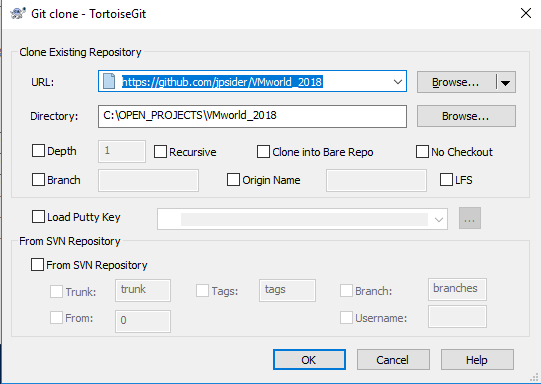 Git clone - TortoiseGit
Clone Existing Repository
URL: https://github.com/jpsider/VMworld_2018 Browse...
Directory: C:\OPEN_PROJECTS\VMworld_2018 Browse...
Depth 1 Recursive Clone into Bare Repo No Checkout
Branch Origin Name LFS
Load Putty Key ...
From SVN Repository
From SVN Repository
Trunk: trunk Tags: tags Branch: branches
From: 0 Username:
OK Cancel Help